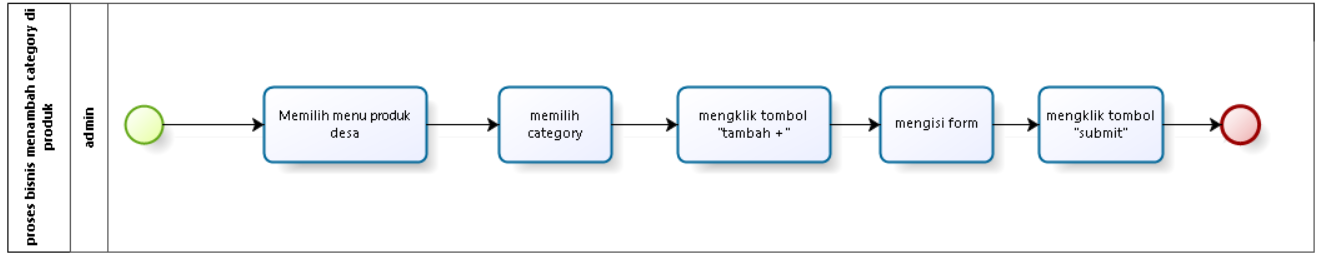 proses bisnis menambah category di
produk
admin
Memilih menu produk
desa
memilih
category
mengklik tombol
"tambah +"
mengisi form
mengklik tombol
"submit"